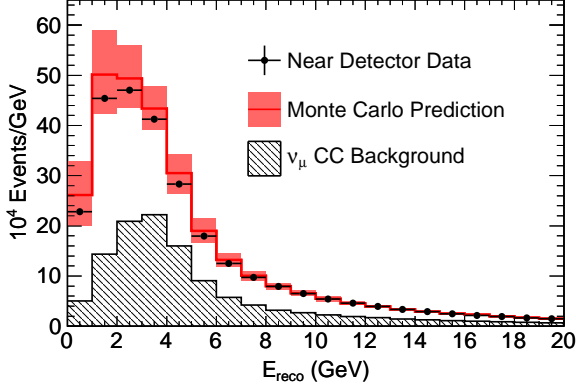 10⁴ Events/GeV
60
50
40
30
20
10
0
Near Detector Data
Monte Carlo Prediction
νμ CC Background
0 2 4 6 8 10 12 14 16 18 20
E_reco (GeV)